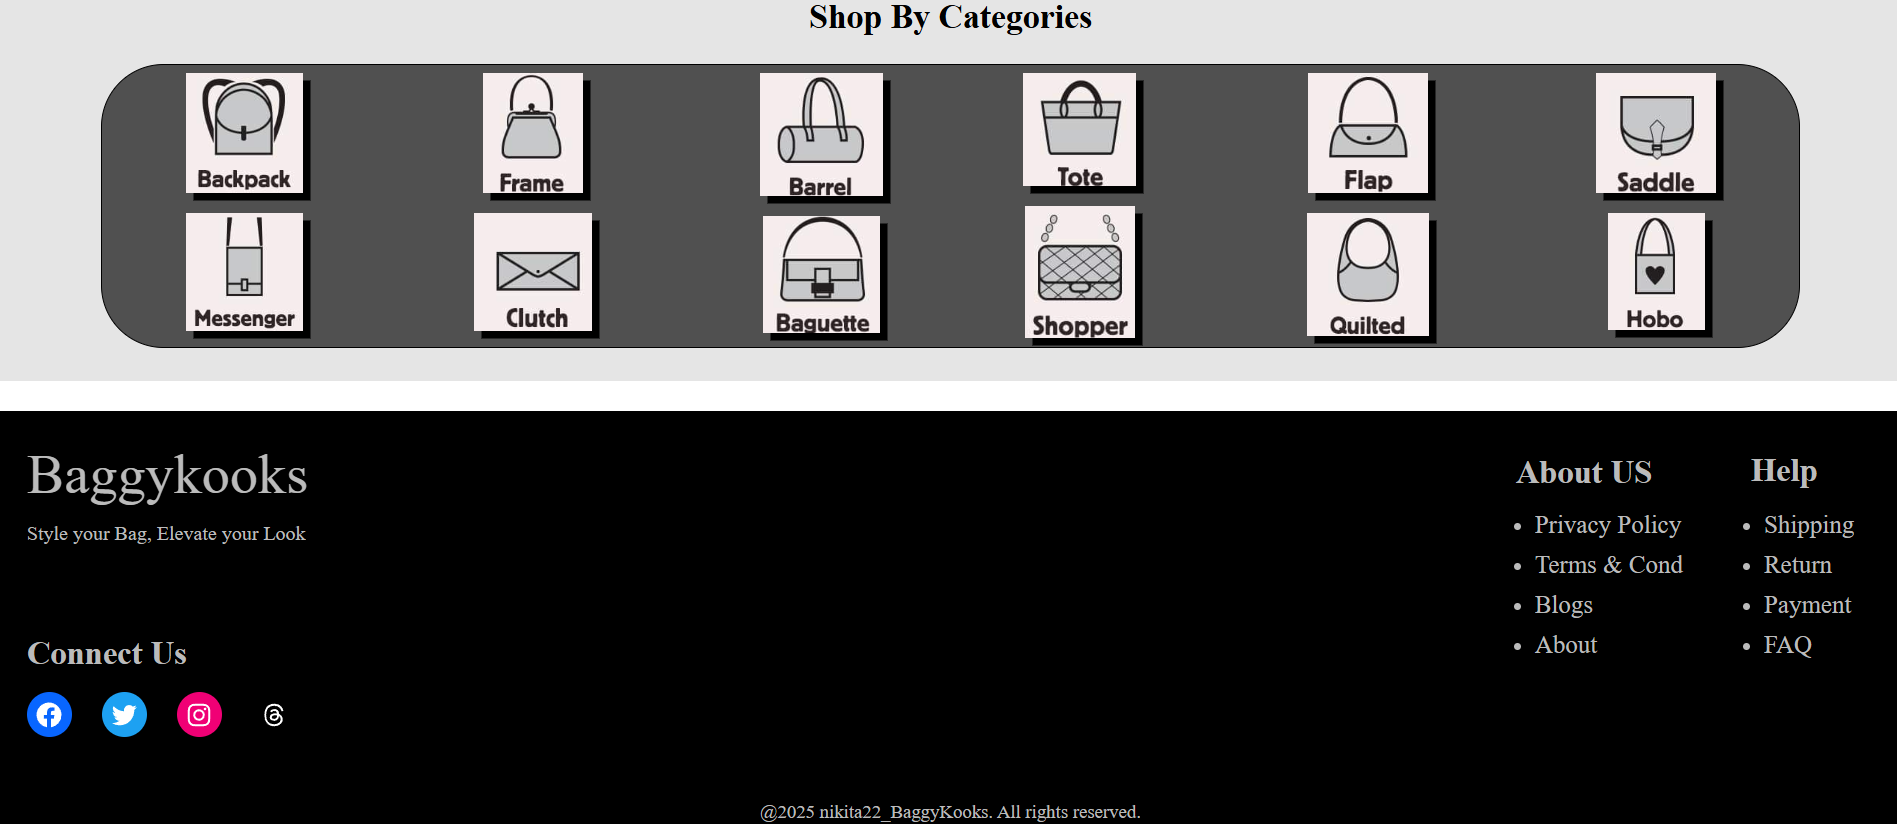 Shop By Categories
Backpack
Frame
Barrel
Tote
Flap
Saddle
Messenger
Clutch
Baguette
Shopper
Quilted
Hobo
Baggykooks
Style your Bag, Elevate your Look
Connect Us
About US
Privacy Policy
Terms & Cond
Blogs
About
Help
Shipping
Return
Payment
FAQ
@2025 nikita22_BaggyKooks. All rights reserved.